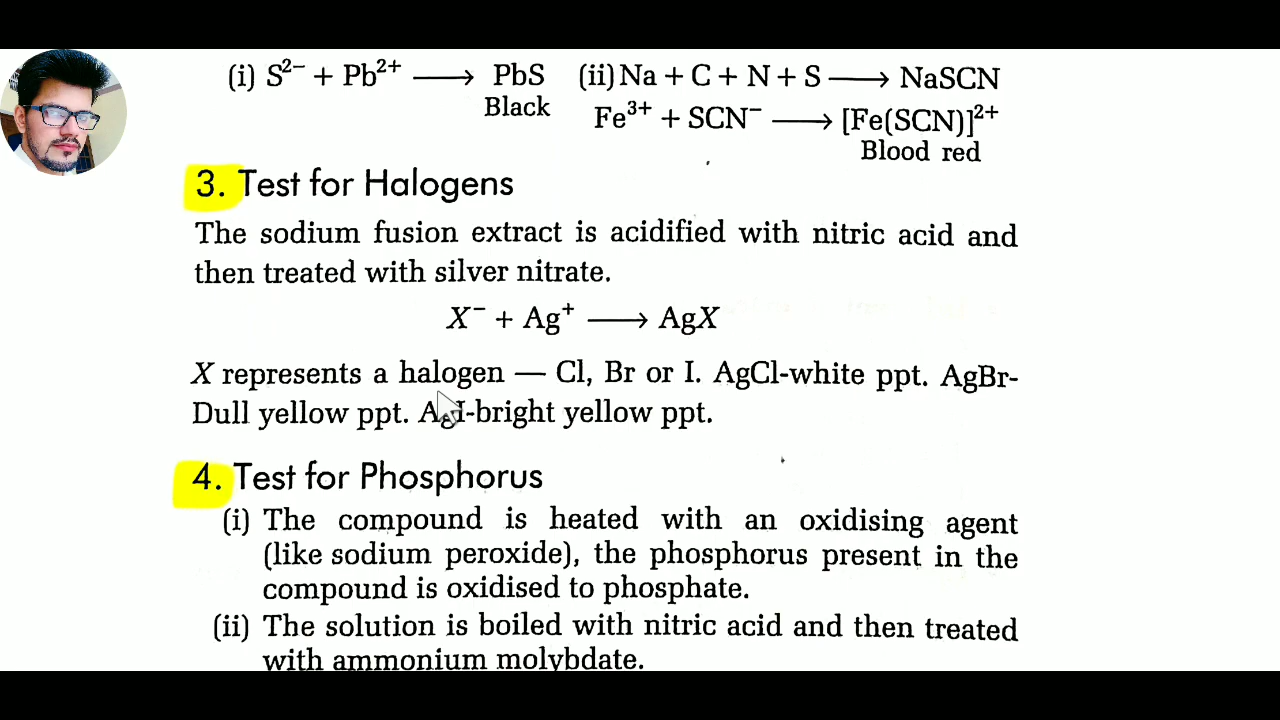 (i) S²⁻ + Pb²⁺ ⟶ PbS (ii) Na + C + N + S ⟶ NaSCN
Black
Fe³⁺ + SCN⁻ ⟶ [Fe(SCN)]²⁺
Blood red
3. Test for Halogens
The sodium fusion extract is acidified with nitric acid and
then treated with silver nitrate.
X⁻ + Ag⁺ ⟶ AgX
X represents a halogen — Cl, Br or I. AgCl-white ppt. AgBr-
Dull yellow ppt. AgI-bright yellow ppt.
4. Test for Phosphorus
(i) The compound is heated with an oxidising agent
(like sodium peroxide), the phosphorus present in the
compound is oxidised to phosphate.
(ii) The solution is boiled with nitric acid and then treated
with ammonium molybdate.